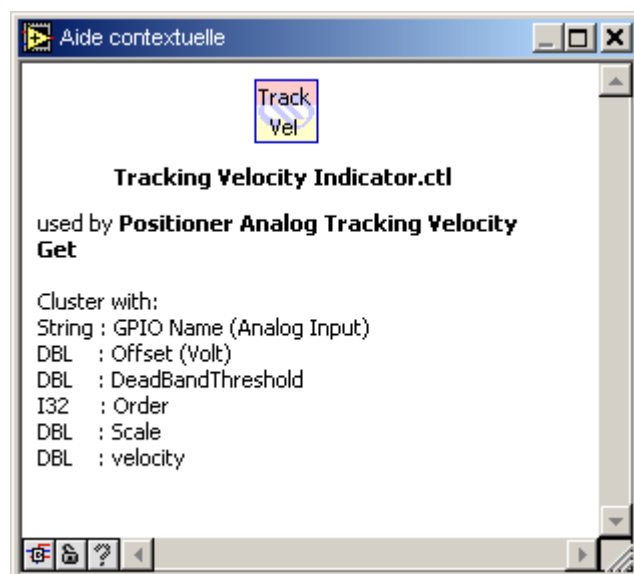 Aide contextuelle
Track
Vel
Tracking Velocity Indicator.ctl
used by Positioner Analog Tracking Velocity
Get
Cluster with:
String : GPIO Name (Analog Input)
DBL : Offset (Volt)
DBL : DeadBandThreshold
I32 : Order
DBL : Scale
DBL : velocity
?